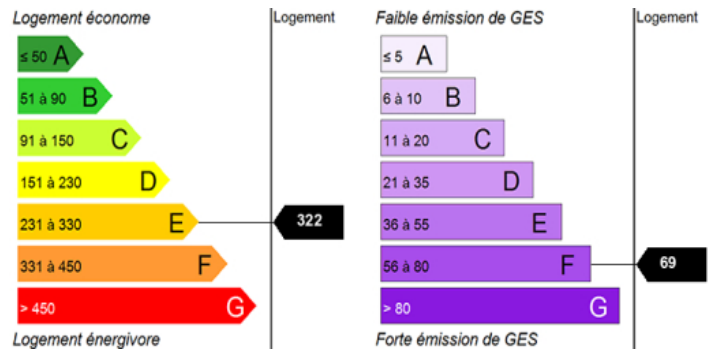 Logement économe
Logement
≤ 50 A
51 à 90 B
91 à 150 C
151 à 230 D
231 à 330 E
322
331 à 450 F
> 450 G
Logement énergivore
Faible émission de GES
Logement
≤ 5 A
6 à 10 B
11 à 20 C
21 à 35 D
36 à 55 E
56 à 80 F
69
> 80 G
Forte émission de GES